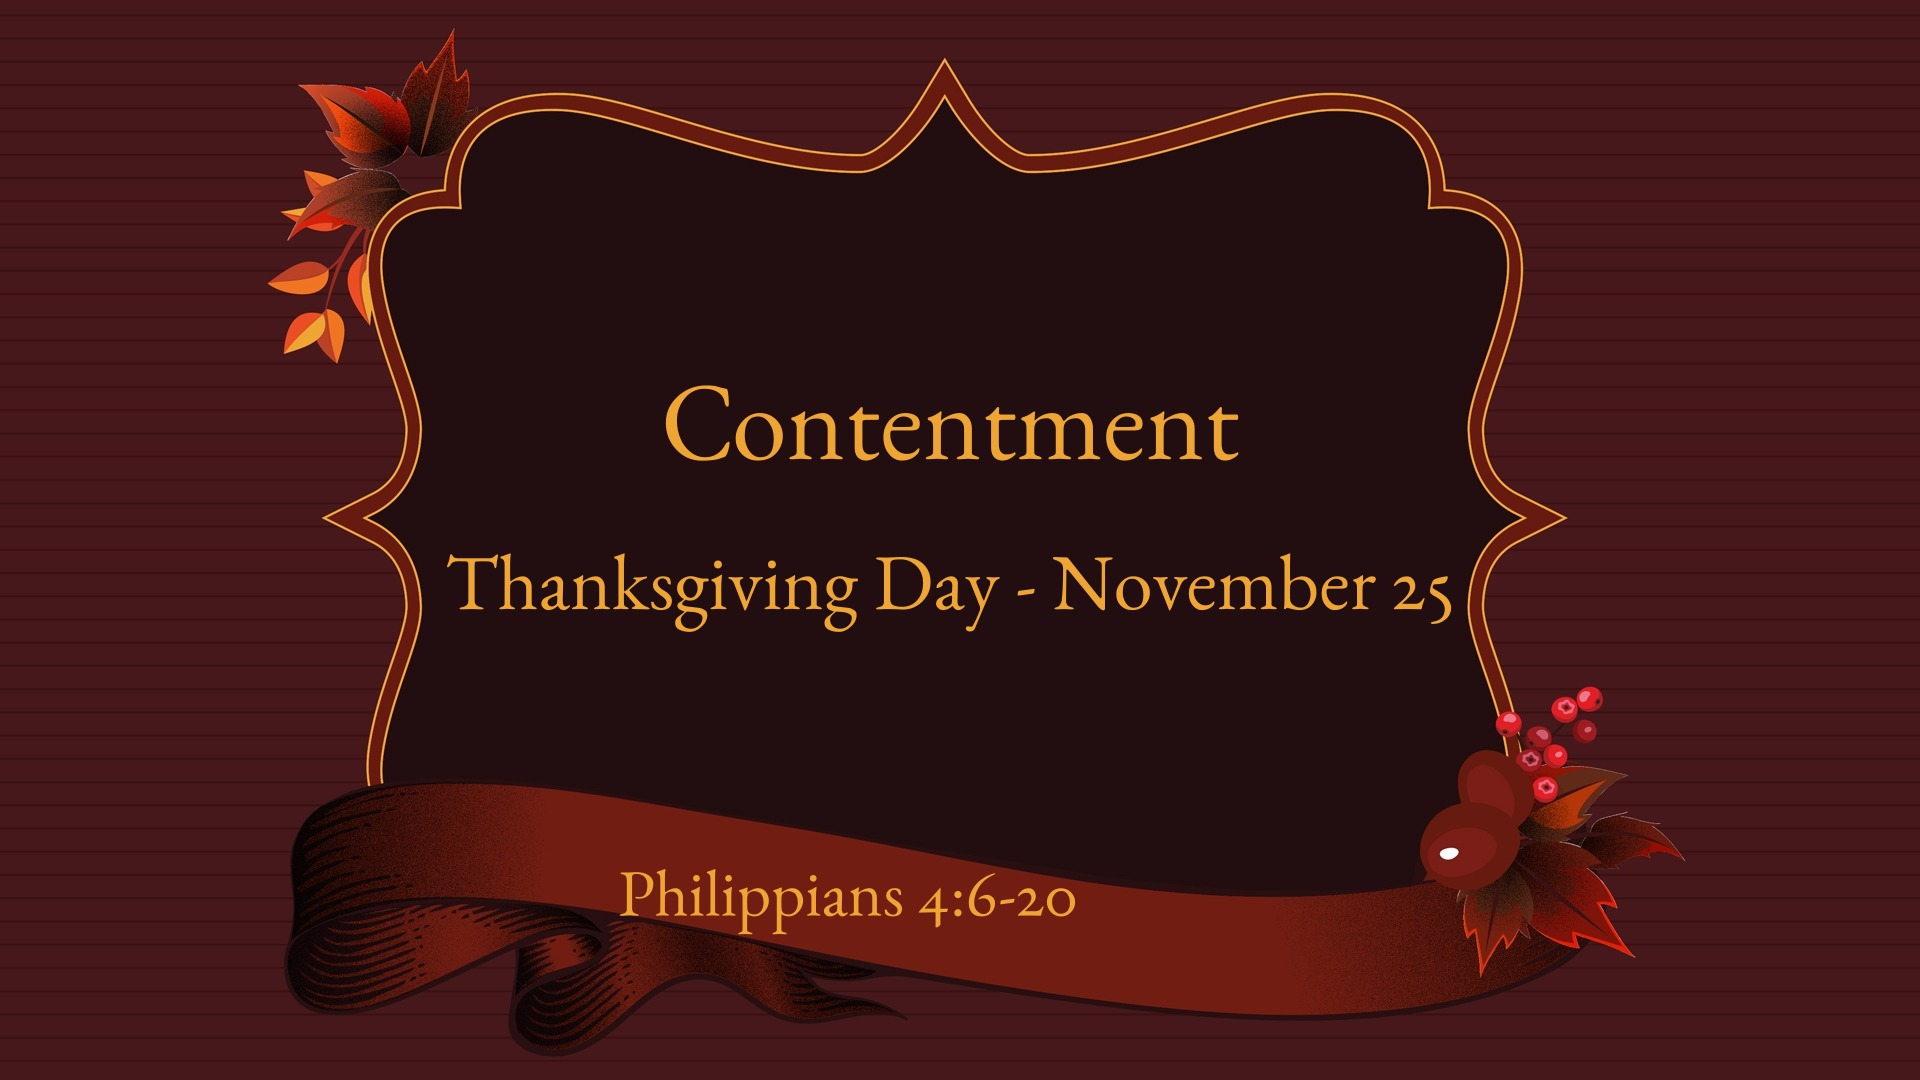 Contentment
Thanksgiving Day - November 25
Philippians 4:6-20